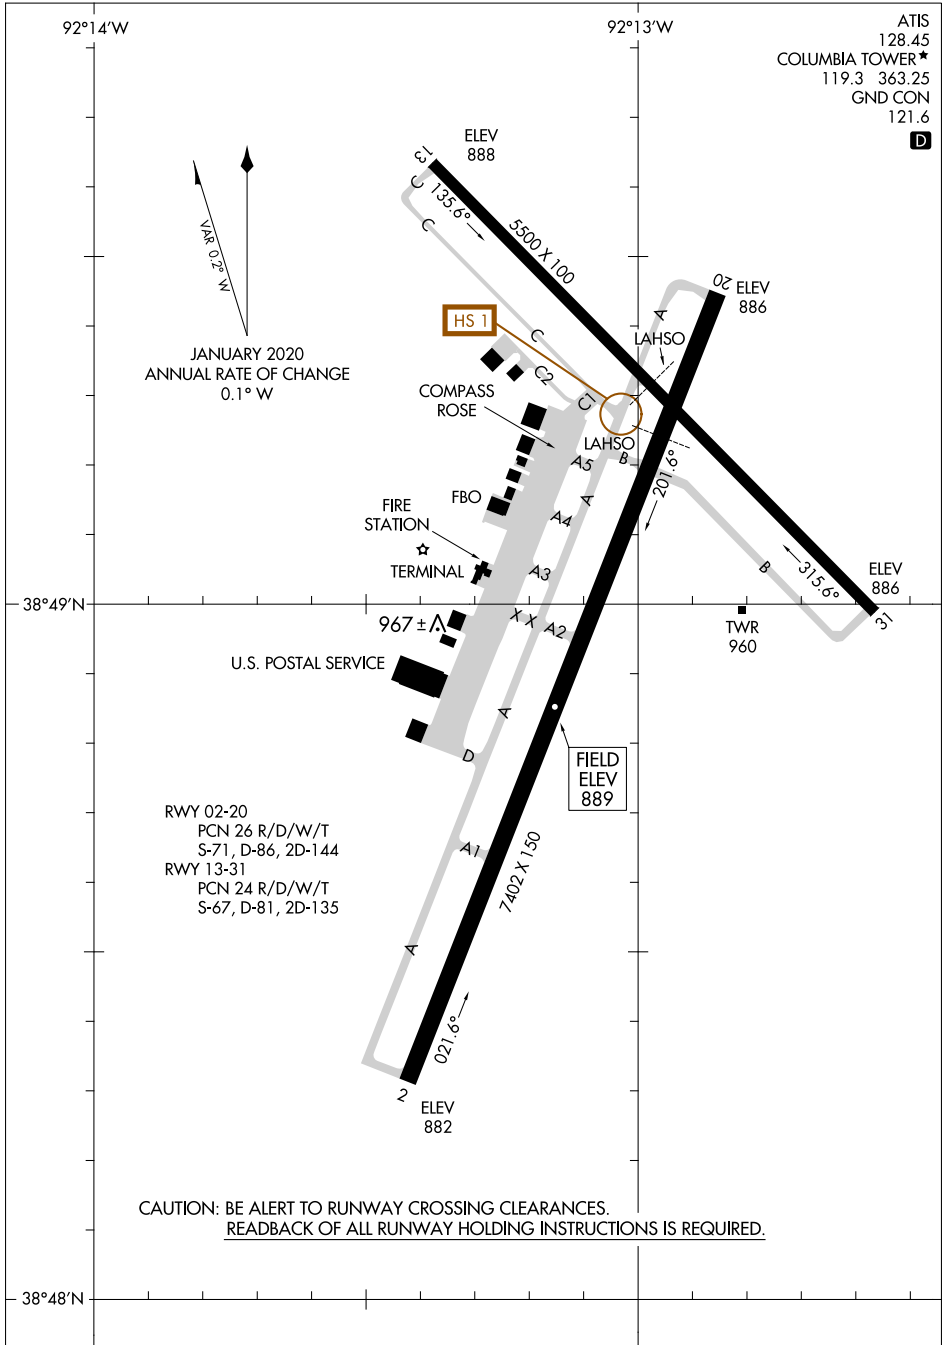 92°14'W
92°13'W
ATIS
128.45
COLUMBIA TOWER★
119.3 363.25
GND CON
121.6
D
VAR 0.2° W
JANUARY 2020
ANNUAL RATE OF CHANGE
0.1° W
ELEV
888
13
135.6°
5500 X 100
C
C
C
C2
C1
HS 1
LAHSO
LAHSO
20
ELEV
886
A
COMPASS
ROSE
FBO
FIRE
STATION
TERMINAL
A5
A
A4
A3
B
201.6°
B
315.6°
ELEV
886
31
38°49'N
967 ±
X X A2
TWR
960
U.S. POSTAL SERVICE
A
D
FIELD
ELEV
889
RWY 02-20
PCN 26 R/D/W/T
S-71, D-86, 2D-144
RWY 13-31
PCN 24 R/D/W/T
S-67, D-81, 2D-135
A1
7402 X 150
A
021.6°
2
ELEV
882
CAUTION: BE ALERT TO RUNWAY CROSSING CLEARANCES.
READBACK OF ALL RUNWAY HOLDING INSTRUCTIONS IS REQUIRED.
38°48'N